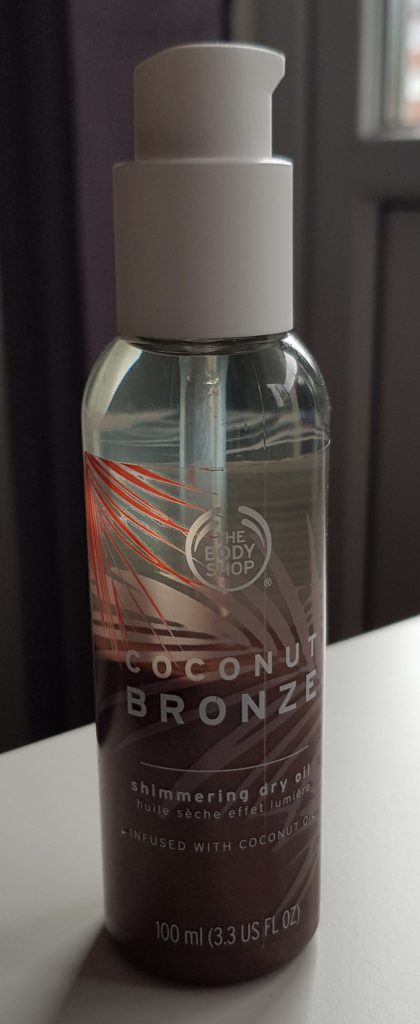 THE
BODY
SHOP
®
COCONUT
BRONZE
shimmering dry oil
huile sèche effet lumière
INFUSED WITH COCONUT OIL
100 ml (3.3 US FL OZ)